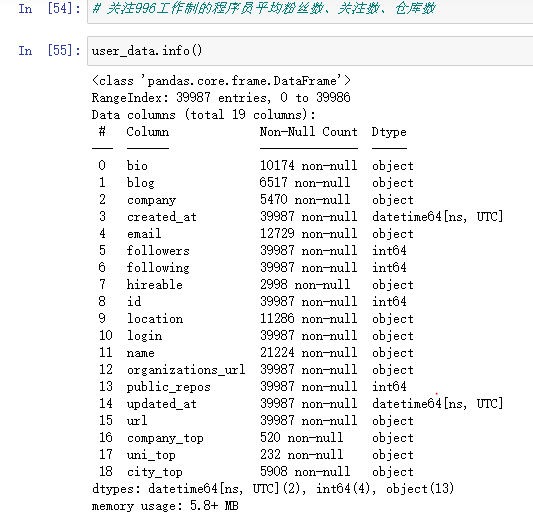 In [54]: # 关注996工作制的程序员平均粉丝数、关注数、仓库数
In [55]: user_data.info()
<class 'pandas.core.frame.DataFrame'>
RangeIndex: 39987 entries, 0 to 39986
Data columns (total 19 columns):
 #   Column             Non-Null Count  Dtype
---  ------             --------------  -----
 0   bio                10174 non-null  object
 1   blog               6517 non-null   object
 2   company            5470 non-null   object
 3   created_at         39987 non-null  datetime64[ns, UTC]
 4   email              12729 non-null  object
 5   followers          39987 non-null  int64
 6   following          39987 non-null  int64
 7   hireable           2998 non-null   object
 8   id                 39987 non-null  int64
 9   location           11286 non-null  object
 10  login              39987 non-null  object
 11  name               21224 non-null  object
 12  organizations_url  39987 non-null  object
 13  public_repos       39987 non-null  int64
 14  updated_at         39987 non-null  datetime64[ns, UTC]
 15  url                39987 non-null  object
 16  company_top        520 non-null    object
 17  uni_top            232 non-null    object
 18  city_top           5908 non-null   object
dtypes: datetime64[ns, UTC](2), int64(4), object(13)
memory usage: 5.8+ MB